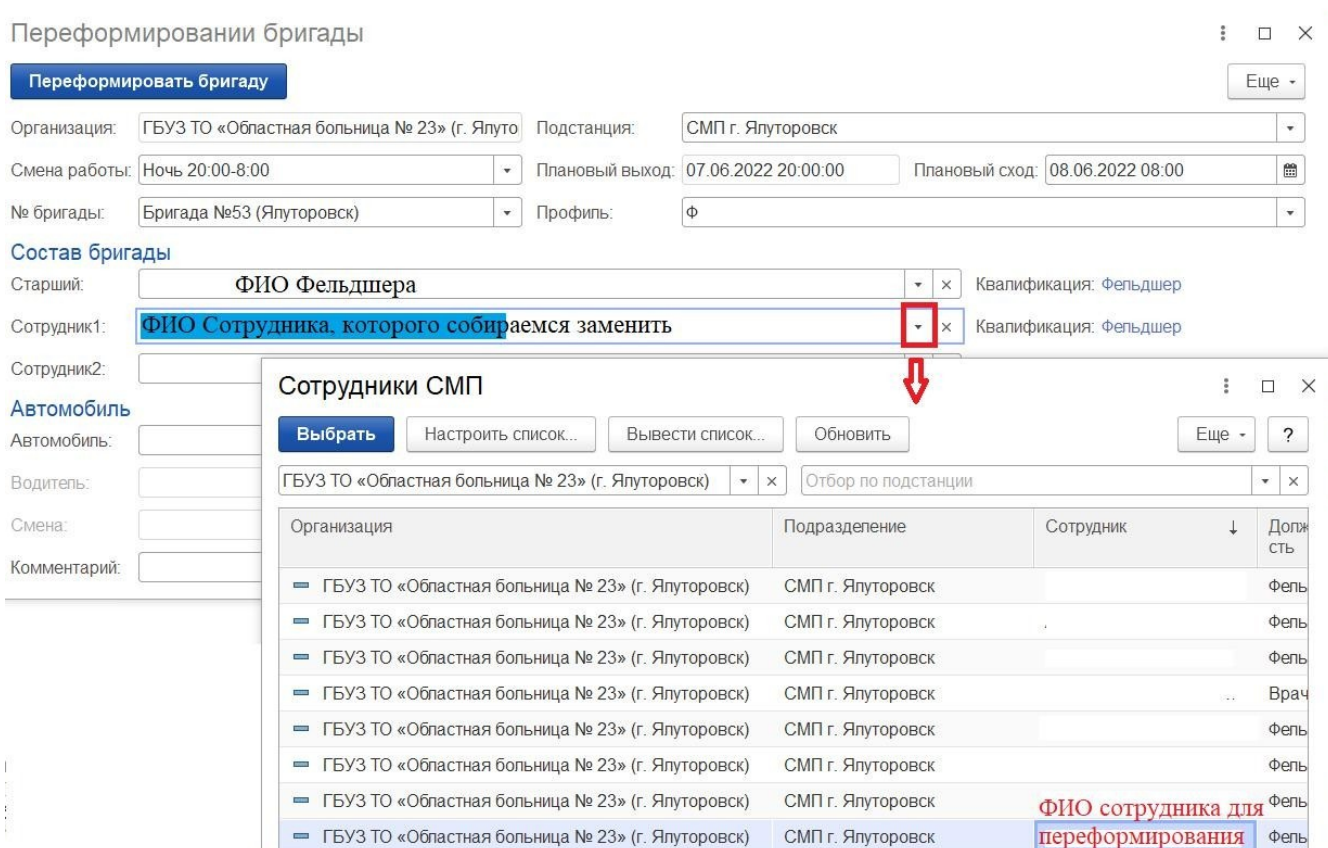 Переформировании бригады
Переформировать бригаду
Еще
Организация: ГБУЗ ТО «Областная больница № 23» (г. Ялуто Подстанция: СМП г. Ялуторовск
Смена работы: Ночь 20:00-8:00 Плановый выход: 07.06.2022 20:00:00 Плановый сход: 08.06.2022 08:00
№ бригады: Бригада №53 (Ялуторовск) Профиль: Ф
Состав бригады
Старший: ФИО Фельдшера Квалификация: Фельдшер
Сотрудник1: ФИО Сотрудника, которого собираемся заменить Квалификация: Фельдшер
Сотрудник2:
Автомобиль
Автомобиль:
Водитель:
Смена:
Комментарий:
Сотрудники СМП
Выбрать Настроить список... Вывести список... Обновить Еще ?
ГБУЗ ТО «Областная больница № 23» (г. Ялуторовск) Отбор по подстанции
Организация Подразделение Сотрудник ↓ Долж
сть
ГБУЗ ТО «Областная больница № 23» (г. Ялуторовск) СМП г. Ялуторовск Фель
ГБУЗ ТО «Областная больница № 23» (г. Ялуторовск) СМП г. Ялуторовск Фель
ГБУЗ ТО «Областная больница № 23» (г. Ялуторовск) СМП г. Ялуторовск Фель
ГБУЗ ТО «Областная больница № 23» (г. Ялуторовск) СМП г. Ялуторовск Врач
ГБУЗ ТО «Областная больница № 23» (г. Ялуторовск) СМП г. Ялуторовск Фель
ГБУЗ ТО «Областная больница № 23» (г. Ялуторовск) СМП г. Ялуторовск Фель
ГБУЗ ТО «Областная больница № 23» (г. Ялуторовск) СМП г. Ялуторовск ФИО сотрудника для Фель
ГБУЗ ТО «Областная больница № 23» (г. Ялуторовск) СМП г. Ялуторовск переформирования Фель